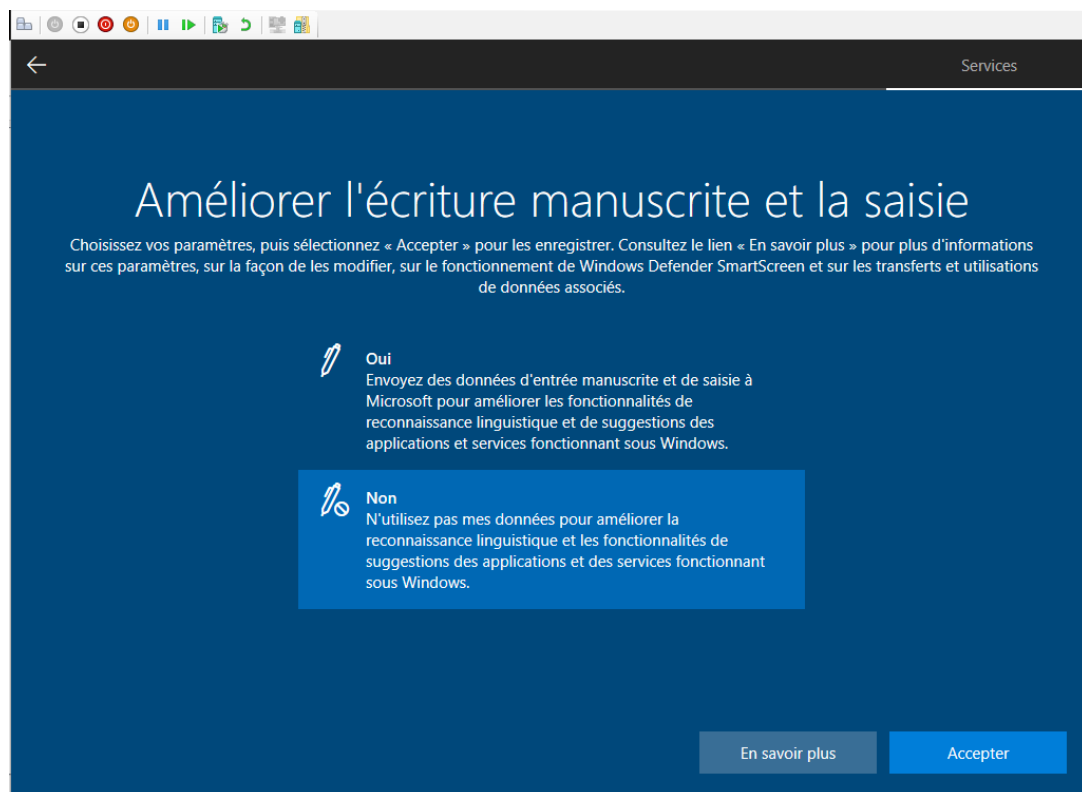 Services
Améliorer l'écriture manuscrite et la saisie
Choisissez vos paramètres, puis sélectionnez « Accepter » pour les enregistrer. Consultez le lien « En savoir plus » pour plus d'informations
sur ces paramètres, sur la façon de les modifier, sur le fonctionnement de Windows Defender SmartScreen et sur les transferts et utilisations
de données associés.
Oui
Envoyez des données d'entrée manuscrite et de saisie à
Microsoft pour améliorer les fonctionnalités de
reconnaissance linguistique et de suggestions des
applications et services fonctionnant sous Windows.
Non
N'utilisez pas mes données pour améliorer la
reconnaissance linguistique et les fonctionnalités de
suggestions des applications et des services fonctionnant
sous Windows.
En savoir plus
Accepter